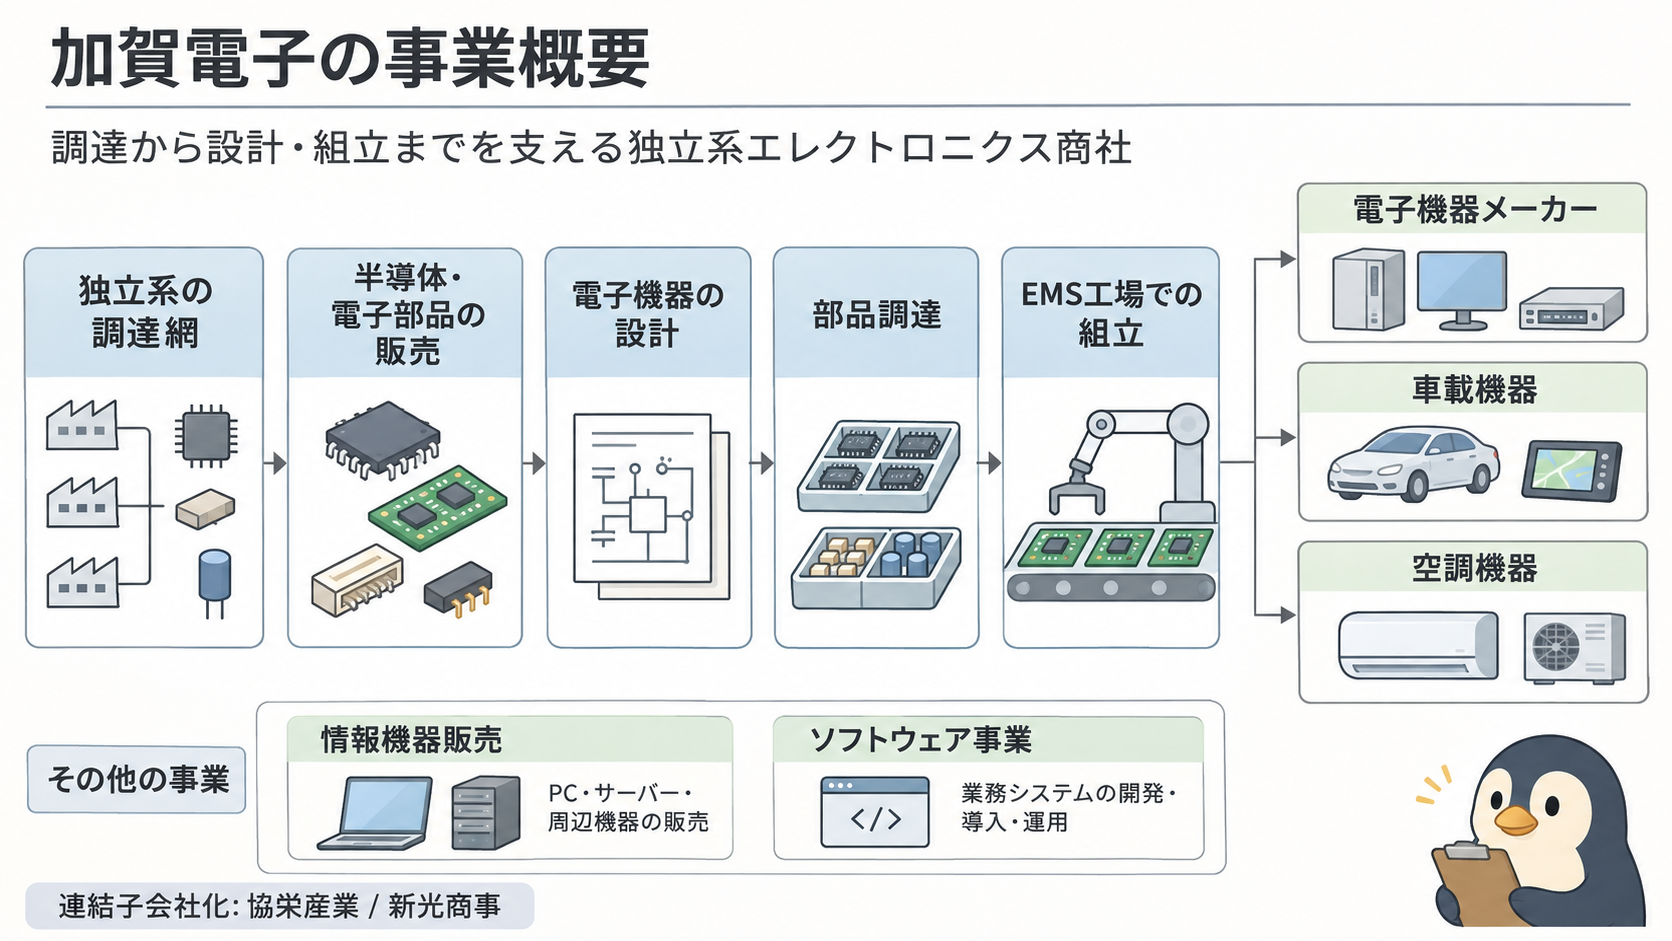 加賀電子の事業概要
調達から設計・組立までを支える独立系エレクトロニクス商社
独立系の
調達網
半導体・
電子部品の
販売
電子機器の
設計
部品調達
EMS工場での
組立
電子機器メーカー
車載機器
空調機器
その他の事業
情報機器販売
PC・サーバー・
周辺機器の販売
ソフトウェア事業
</>
業務システムの開発・
導入・運用
連結子会社化: 協栄産業 / 新光商事